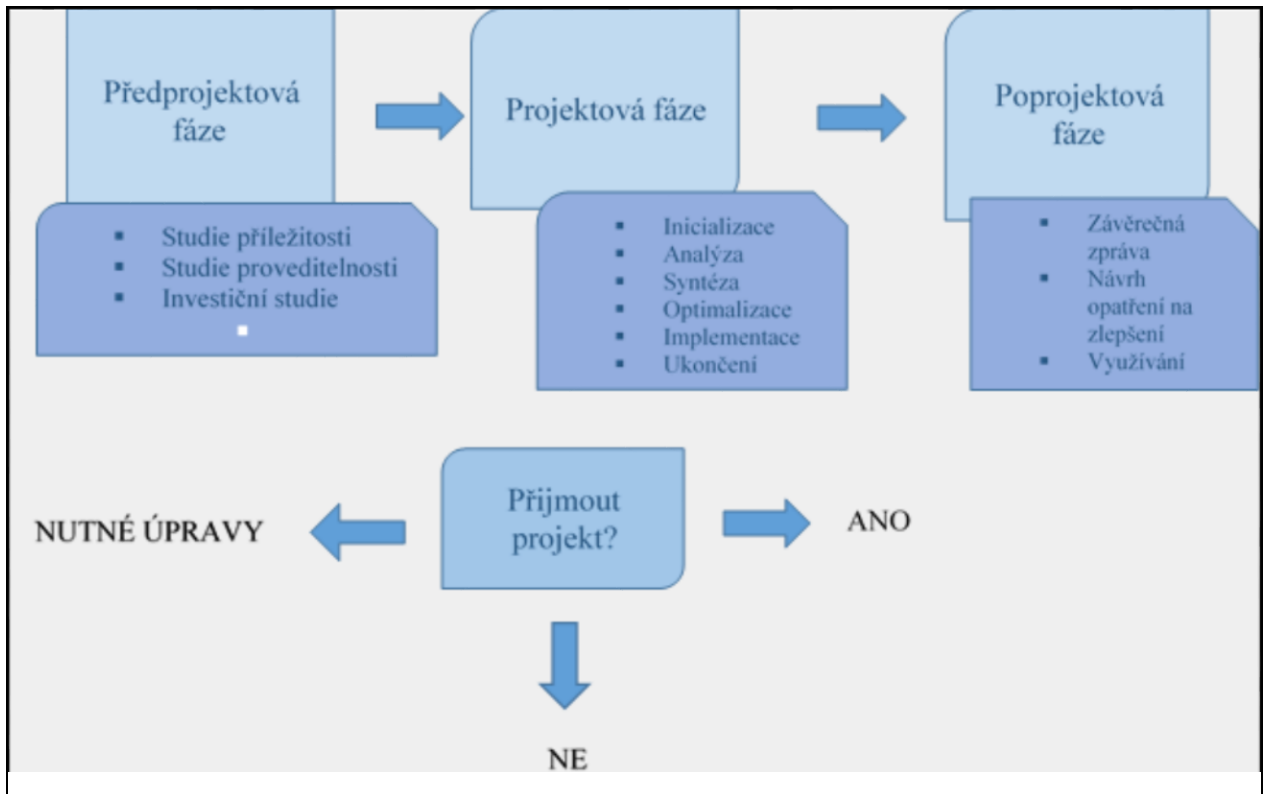 Předprojektová
fáze
Projektová fáze
Poprojektová
fáze
Studie příležitosti
Studie proveditelnosti
Investiční studie
Inicializace
Analýza
Syntéza
Optimalizace
Implementace
Ukončení
Závěrečná
zpráva
Návrh
opatření na
zlepšení
Využívání
Přijmout
projekt?
NUTNÉ ÚPRAVY
ANO
NE